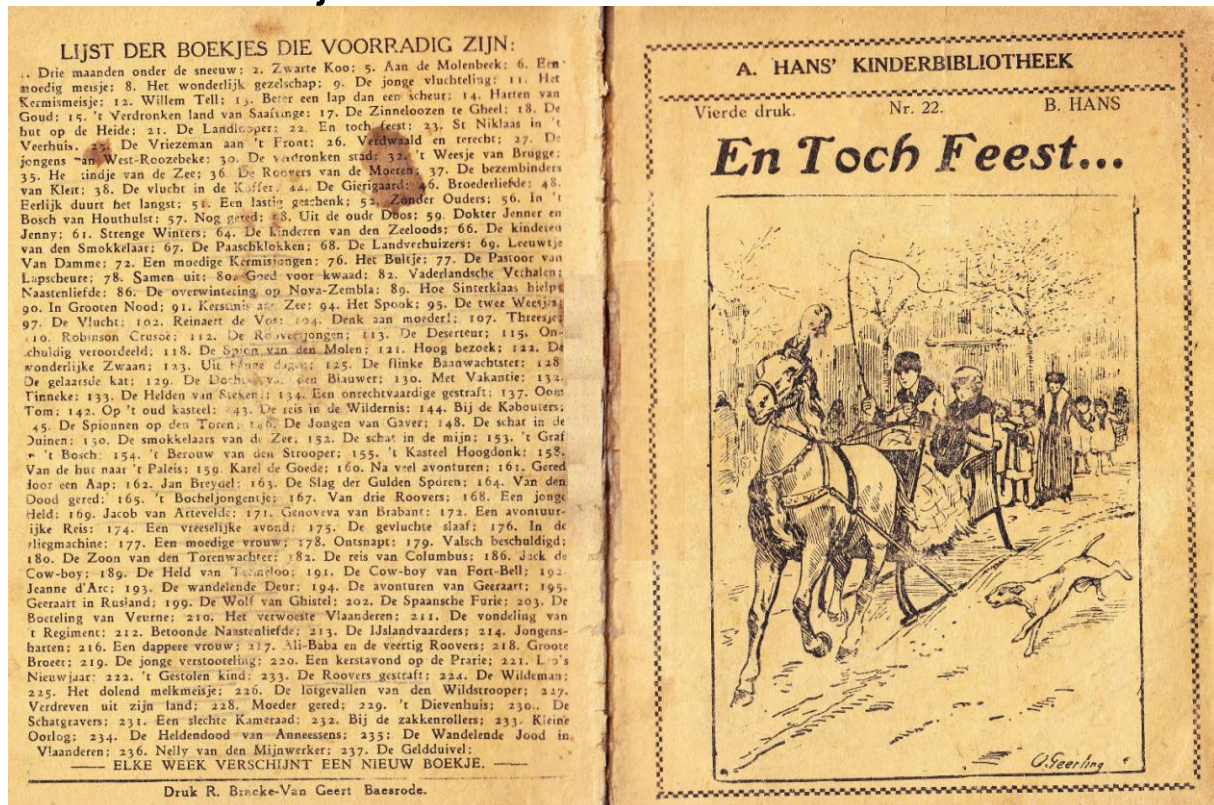 LIJST DER BOEKJES DIE VOORRADIG ZIJN:
Drie maanden onder de sneeuw; 2. Zwarte Koo; 5. Aan de Molenbeek; 6. Een
moedig meisje; 8. Het wonderlijk gezelschap; 9. De jonge vluchteling; 11. Het
Kermismeisje; 12. Willem Tell; 13. Beter een lap dan een scheur; 14. Harten van
Goud; 15. 't Verdronken land van Saaftinge; 17. De Zinneloozen te Gheel; 18. De
hut op de Heide; 21. De Landlooper; 22. En toch feest; 23. St Niklaas in 't
Veerhuis. 25. De Vriezeman aan 't Front; 26. Verdwaald en terecht; 27. De
jongens van West-Roozebeke; 30. De verdronken stad; 32. 't Weesje van Brugge;
35. He tindje van de Zee; 36. De Roovers van de Moeren; 37. De bezembinders
van Kleit; 38. De vlucht in de Koffer; 44. De Gierigaard; 46. Broederliefde; 48.
Eerlijk duurt het langst; 51. Een lastig geschenk; 52. Zonder Ouders; 56. In 't
Bosch van Houthulst; 57. Nog gered; 58. Uit de oude Doos; 59. Dokter Jenner en
Jenny; 61. Strenge Winters; 64. De kinderen van den Zeeloods; 66. De kinderen
van den Smokkelaar; 67. De Paaschklokken; 68. De Landverhuizers; 69. Leeuwtje
Van Damme; 72. Een moedige Kermisjongen; 76. Het Bultje; 77. De Pastoor van
Lapscheure; 78. Samen uit; 80. Goed voor kwaad; 82. Vaderlandsche Verhalen;
Naastenliefde; 86. De overwintering op Nova-Zembla; 89. Hoe Sinterklaas hielp;
90. In Grooten Nood; 91. Kerstmis aan Zee; 94. Het Spook; 95. De twee Weesjes;
97. De Vlucht; 102. Reinaert de Vos; 104. Denk aan moeder!; 107. Threesje;
110. Robinson Crusoë; 112. De Rooverjongen; 113. De Deserteur; 115. On-
schuldig veroordeeld; 118. De Spion van den Molen; 121. Hoog bezoek; 122. De
wonderlijke Zwaan; 123. Uit bange dagen; 125. De flinke Baanwachtster; 128
De gelaarsde kat; 129. De Dochter van den Blauwer; 130. Met Vakantie; 132.
Tinneke; 133. De Helden van Stekene; 134. Een onrechtvaardige gestraft; 137. Oom
Tom; 142. Op 't oud kasteel; 143. De reis in de Wildernis; 144. Bij de Kabouters;
45. De Spionnen op den Toren; 146. De Jongen van Gaver; 148. De schat in de
Duinen; 150. De smokkelaars van de Zee; 152. De schat in de mijn; 153. 't Graf
't Bosch; 154. 't Berouw van den Strooper; 155. 't Kasteel Hoogdonk; 158.
Van de hut naar 't Paleis; 159. Karel de Goede; 160. Na veel avonturen; 161. Gered
door een Aap; 162. Jan Breydel; 163. De Slag der Gulden Sporen; 164. Van den
Dood gered; 165. 't Bocheljongentje; 167. Van drie Roovers; 168. Een jonge
Held; 169. Jacob van Artevelde; 171. Genoveva van Brabant; 172. Een avontuur-
ijke Reis; 174. Een vreeselijke avond; 175. De gevluchte slaaf; 176. In de
vliegmachine; 177. Een moedige vrouw; 178. Ontsnapt; 179. Valsch beschuldigd;
180. De Zoon van den Torenwachter; 182. De reis van Columbus; 186. Jack de
Cow-boy; 189. De Held van Termeloo; 191. De Cow-boy van Fort-Bell; 192.
Jeanne d'Arc; 193. De wandelende Deur; 194. De avonturen van Geeraart; 195.
Geeraart in Rusland; 199. De Wolf van Ghistel; 202. De Spaansche Furie; 203. De
Boeteling van Veurne; 210. Het verwoeste Vlaanderen; 211. De vondeling van
't Regiment; 212. Betoonde Naastenliefde; 213. De IJslandvaarders; 214. Jongens-
harten; 216. Een dappere vrouw; 217. Ali-Baba en de veertig Roovers; 218. Groote
Broer; 219. De jonge verstooteling; 220. Een kerstavond op de Prarie; 221. Leo's
Nieuwjaar; 222. 't Gestolen kind; 233. De Roovers gestraft; 224. De Wildeman;
225. Het dolend melkmeisje; 226. De lotgevallen van den Wildstrooper; 227.
Verdreven uit zijn land; 228. Moeder gered; 229. 't Dievenhuis; 230.. De
Schatgravers; 231. Een slechte Kameraad; 232. Bij de zakkenrollers; 233. Kleine
Oorlog; 234. De Heldendood van Anneessens; 235; De Wandelende Jood in
Vlaanderen; 236. Nelly van den Mijnwerker; 237. De Geldduivel;
—— ELKE WEEK VERSCHIJNT EEN NIEUW BOEKJE. ——
Druk R. Bracke-Van Geert Baesrode.
A. HANS' KINDERBIBLIOTHEEK
Vierde druk. Nr. 22. B. HANS
En Toch Feest...
O. Geerling